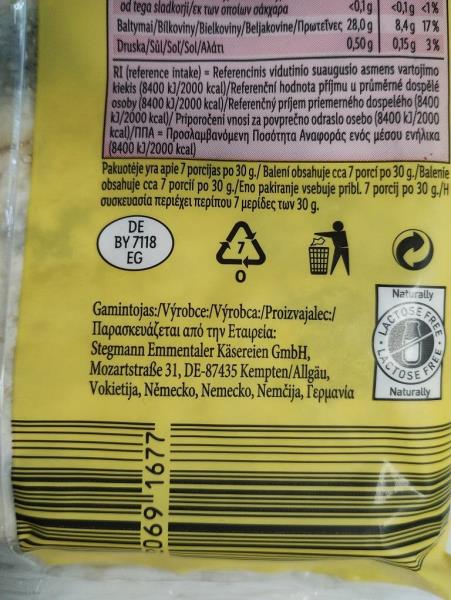 od tega sladkorji/εκ των οποίων σάκχαρα <0,1g <0,1g <1%
Baltymai/Bílkoviny/Bielkoviny/Beljakovine/Πρωτεΐνες 28,0 g 8,4g 17%
Druska/Sůl/Soľ/Sol/Αλάτι 0,50 g 0,15 g 3%
RI (reference intake) = Referencinis vidutinio suaugusio asmens vartojimo
kiekis (8400 kJ/2000 kcal)/Referenční hodnota příjmu u průměrné dospělé
osoby (8400 kJ/2000 kcal)/Referenčný príjem priemerného dospelého (8400
kJ/2000 kcal)/Priporočeni vnosi za povprečno odraslo osebo (8400 kJ/2000
kcal)/ΠΠΑ = Προσλαμβανόμενη Ποσότητα Αναφοράς ενός μέσου ενήλικα
(8400 kJ/2000 kcal)
Pakuotėje yra apie 7 porcijas po 30 g./ Balení obsahuje cca 7 porcí po 30 g./Balenie
obsahuje cca 7 porcií po 30 g./Eno pakiranje vsebuje pribl. 7 porcij po 30 g./Η
συσκευασία περιέχει περίπου 7 μερίδες των 30 g.
DE
BY 7118
EG
7
O
Naturally
LACTOSE FREE
LACTOSE FREE
Naturally
Gamintojas:/Výrobce:/Výrobca:/Proizvajalec:/
Παρασκευάζεται από την Εταιρεία:
Stegmann Emmentaler Käsereien GmbH,
Mozartstraße 31, DE-87435 Kempten/Allgäu,
Vokietija, Německo, Nemecko, Nemčija, Γερμανία
2069 1677